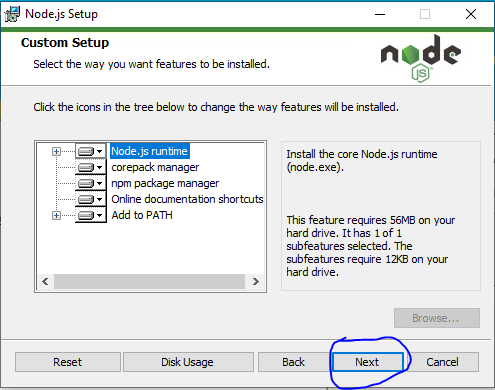 Node.js Setup
Custom Setup
Select the way you want features to be installed.
node
JS
Click the icons in the tree below to change the way features will be installed.
Node.js runtime
corepack manager
npm package manager
Online documentation shortcuts
Add to PATH
Install the core Node.js runtime
(node.exe).
This feature requires 56MB on your
hard drive. It has 1 of 1
subfeatures selected. The
subfeatures require 12KB on your
hard drive.
Browse...
Reset
Disk Usage
Back
Next
Cancel